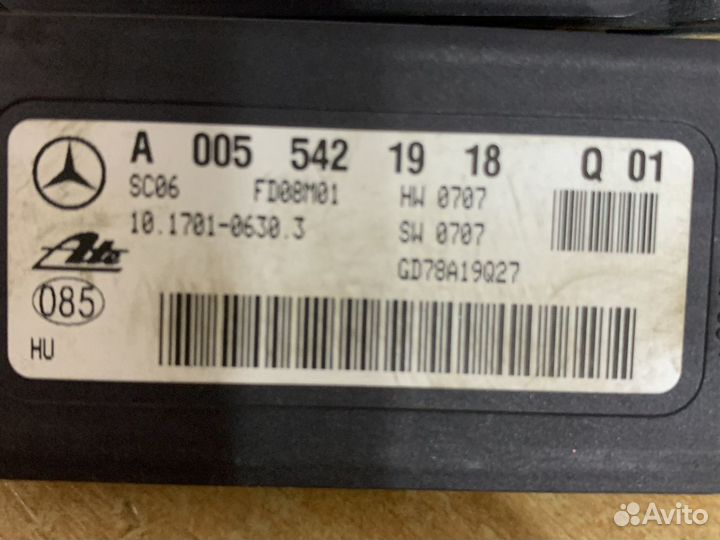 A 005 542 19 18 Q 01
SC06 FD08M01 HW 0707
10.1701-0630.3 SW 0707
Ate GD78A19Q27
085
HU
Avito